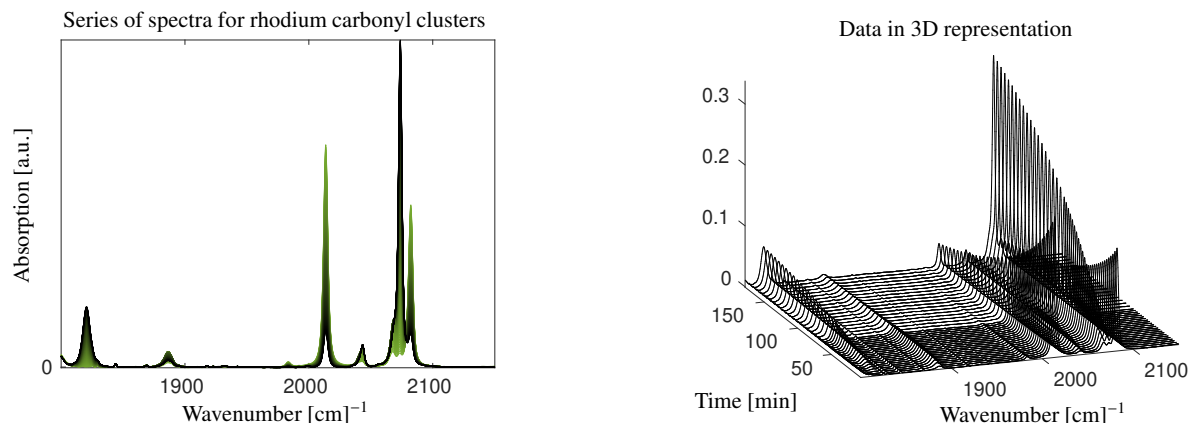 Series of spectra for rhodium carbonyl clusters
Absorption [a.u.]
0
1900
2000
2100
Wavenumber [cm]−1
Data in 3D representation
0.3
0.2
0.1
0
150
100
50
Time [min]
1900
2000
2100
Wavenumber [cm]−1